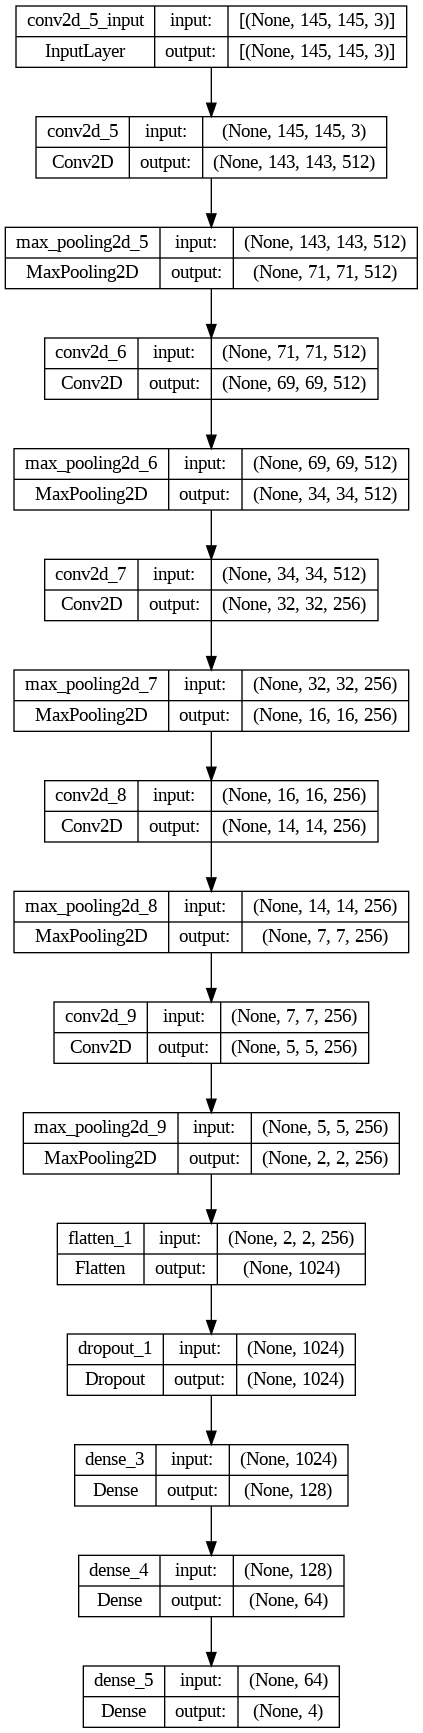 conv2d_5_input input: [(None, 145, 145, 3)]
InputLayer output: [(None, 145, 145, 3)]
conv2d_5 input: (None, 145, 145, 3)
Conv2D output: (None, 143, 143, 512)
max_pooling2d_5 input: (None, 143, 143, 512)
MaxPooling2D output: (None, 71, 71, 512)
conv2d_6 input: (None, 71, 71, 512)
Conv2D output: (None, 69, 69, 512)
max_pooling2d_6 input: (None, 69, 69, 512)
MaxPooling2D output: (None, 34, 34, 512)
conv2d_7 input: (None, 34, 34, 512)
Conv2D output: (None, 32, 32, 256)
max_pooling2d_7 input: (None, 32, 32, 256)
MaxPooling2D output: (None, 16, 16, 256)
conv2d_8 input: (None, 16, 16, 256)
Conv2D output: (None, 14, 14, 256)
max_pooling2d_8 input: (None, 14, 14, 256)
MaxPooling2D output: (None, 7, 7, 256)
conv2d_9 input: (None, 7, 7, 256)
Conv2D output: (None, 5, 5, 256)
max_pooling2d_9 input: (None, 5, 5, 256)
MaxPooling2D output: (None, 2, 2, 256)
flatten_1 input: (None, 2, 2, 256)
Flatten output: (None, 1024)
dropout_1 input: (None, 1024)
Dropout output: (None, 1024)
dense_3 input: (None, 1024)
Dense output: (None, 128)
dense_4 input: (None, 128)
Dense output: (None, 64)
dense_5 input: (None, 64)
Dense output: (None, 4)